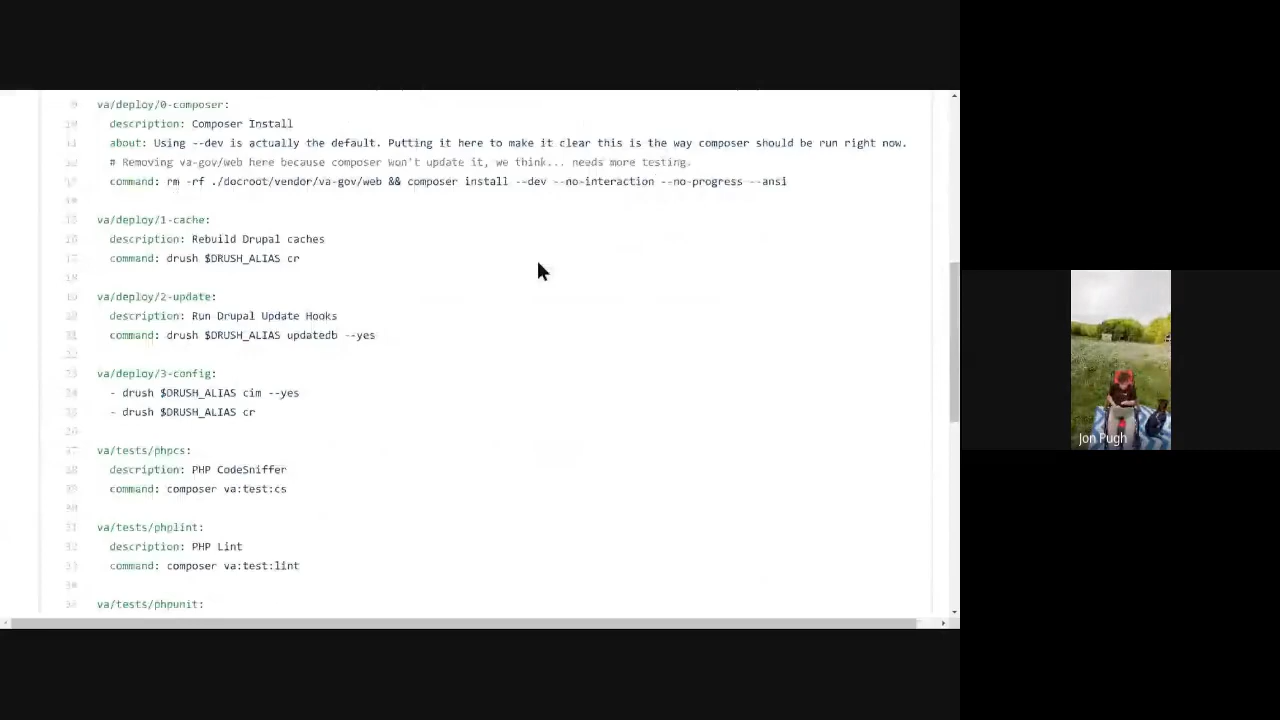 va/deploy/0-composer:
description: Composer Install
about: Using --dev is actually the default. Putting it here to make it clear this is the way composer should be run right now.
# Removing va-gov/web here because composer won't update it, we think... needs more testing.
command: rm -rf ./docroot/vendor/va-gov/web && composer install --dev --no-interaction --no-progress --ansi
va/deploy/1-cache:
description: Rebuild Drupal caches
command: drush $DRUSH_ALIAS cr
va/deploy/2-update:
description: Run Drupal Update Hooks
command: drush $DRUSH_ALIAS updatedb --yes
va/deploy/3-config:
- drush $DRUSH_ALIAS cim --yes
- drush $DRUSH_ALIAS cr
va/tests/phpcs:
description: PHP CodeSniffer
command: composer va:test:cs
va/tests/phplint:
description: PHP Lint
command: composer va:test:lint
va/tests/phpunit:
Jon Pugh